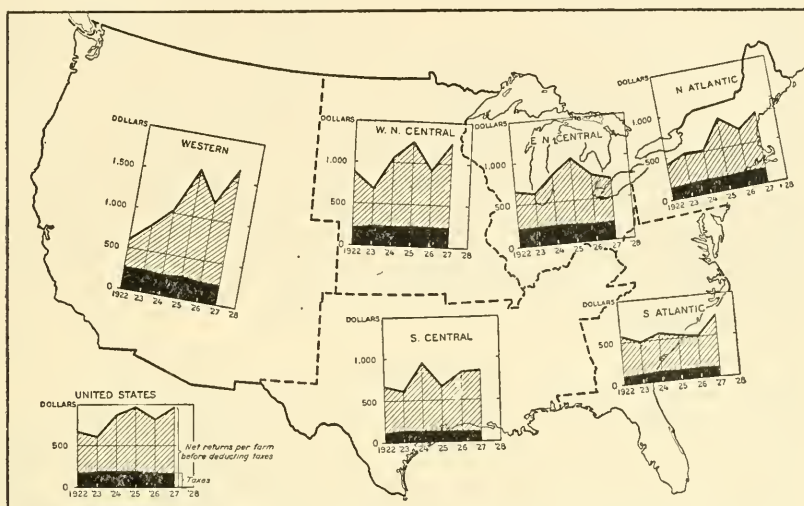 DOLLARS
WESTERN
1.500
1.000
500
0
1922 '23 '24 '25 '26 '27 '28
DOLLARS
W. N. CENTRAL
1,000
500
0
1922 '23 '24 '25 '26 '27 '28
DOLLARS
E N CENTRAL
1,000
500
0
1922 '23 '24 '25 '26 '27 '28
DOLLARS
N ATLANTIC
1,000
500
0
1922 '23 '24 '25 '26 '27 '28
DOLLARS
S. CENTRAL
1,000
500
0
1922 '23 '24 '25 '26 '27 '28
DOLLARS
S ATLANTIC
500
0
1922 '23 '24 '25 '26 '27 '28
UNITED STATES
DOLLARS
500
0
Net returns per farm
before deducting taxes
Taxes
1922 '23 '24 '25 '26 '27 '28